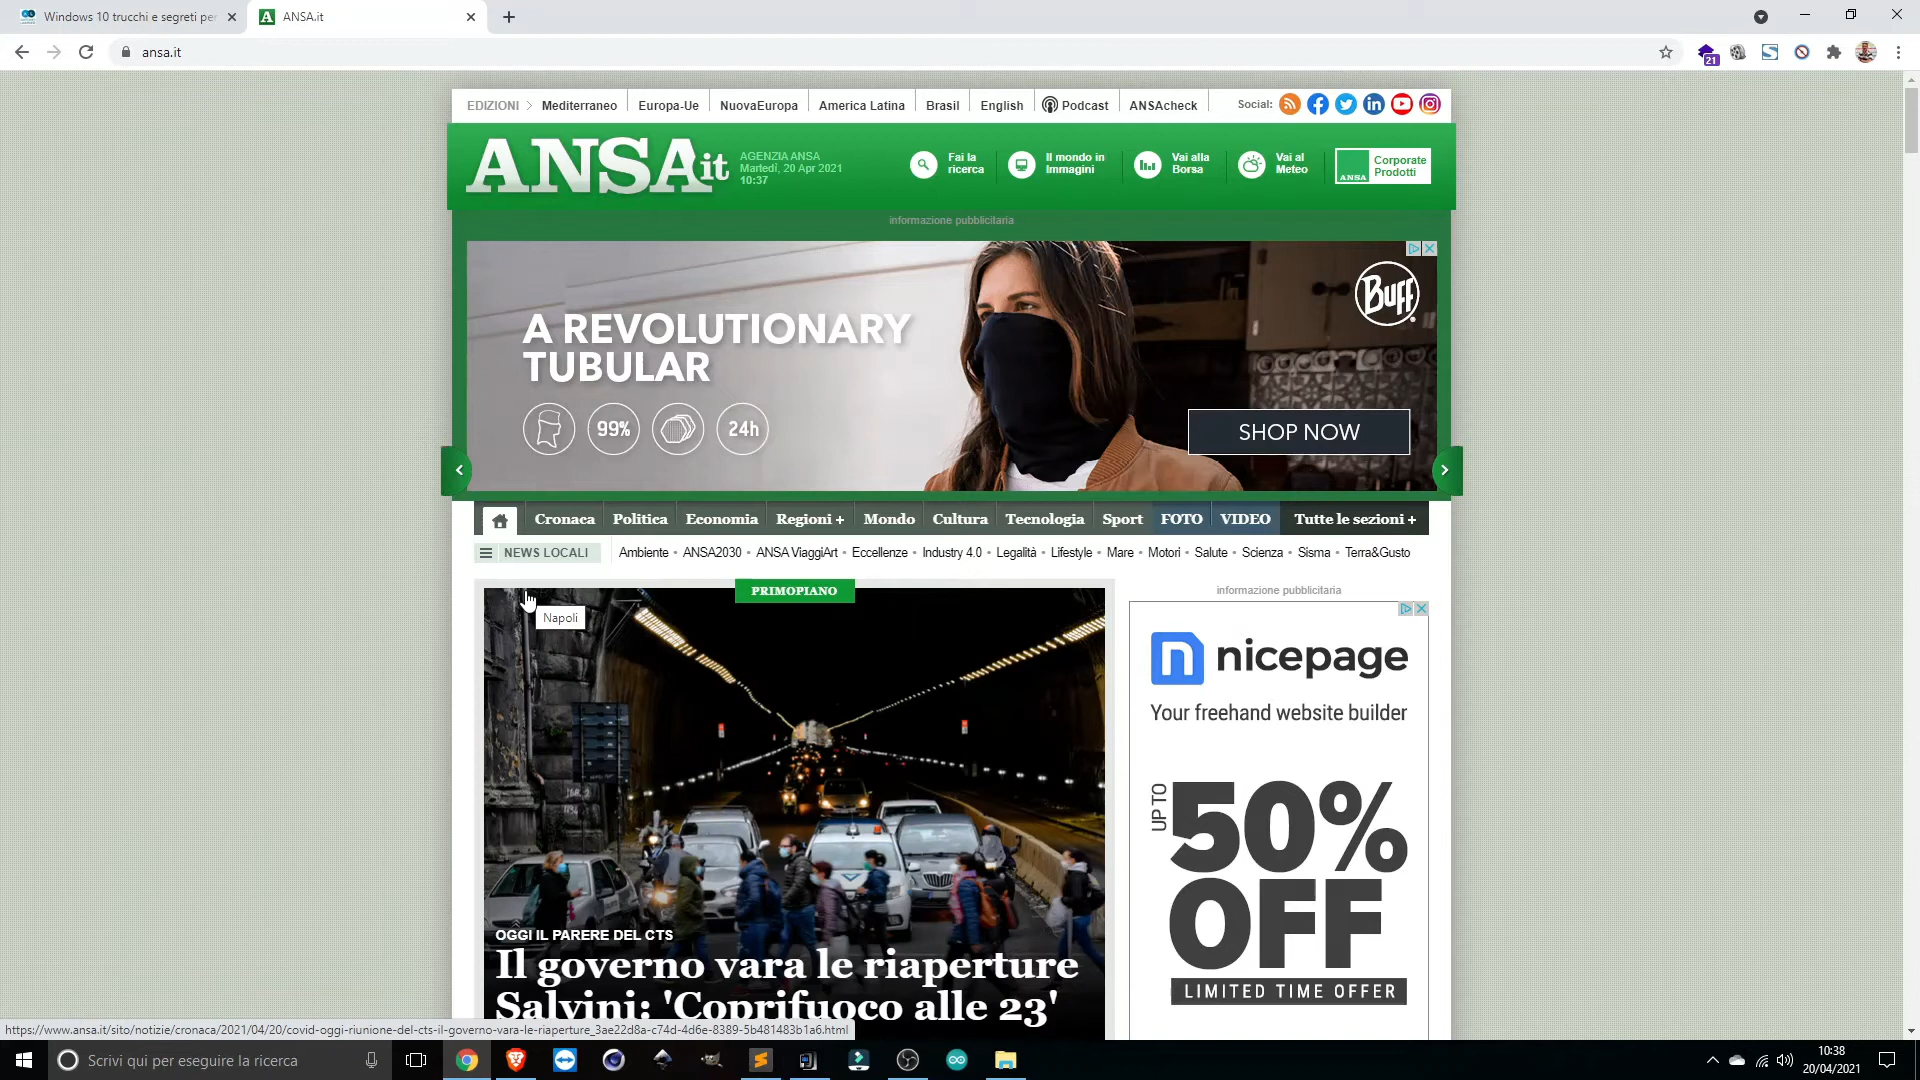 Windows 10 trucchi e segreti per
ANSA.it
ansa.it
21
EDIZIONI
Mediterraneo
Europa-Ue
NuovaEuropa
America Latina
Brasil
English
Podcast
ANSAcheck
Social:
ANSAit
AGENZIA ANSA
Martedì, 20 Apr 2021
10:37
Fai la
ricerca
Il mondo in
Immagini
Vai alla
Borsa
Vai al
Meteo
ANSA
Corporate
Prodotti
informazione pubblicitaria
A REVOLUTIONARY
TUBULAR
99%
24h
Buff
SHOP NOW
Cronaca
Politica
Economia
Regioni +
Mondo
Cultura
Tecnologia
Sport
FOTO
VIDEO
Tutte le sezioni +
NEWS LOCALI
Ambiente • ANSA2030 • ANSA ViaggiArt • Eccellenze • Industry 4.0 • Legalità • Lifestyle • Mare • Motori • Salute • Scienza • Sisma • Terra&Gusto
PRIMOPIANO
Napoli
OGGI IL PARERE DEL CTS
Il governo vara le riaperture
Salvini: 'Coprifuoco alle 23'
informazione pubblicitaria
nicepage
Your freehand website builder
UP TO
50%
OFF
LIMITED TIME OFFER
https://www.ansa.it/sito/notizie/cronaca/2021/04/20/covid-oggi-riunione-del-cts-il-governo-vara-le-riaperture_3ae22d8a-c74d-4d6e-8389-5b481483b1a6.html
Scrivi qui per eseguire la ricerca
10:38
20/04/2021